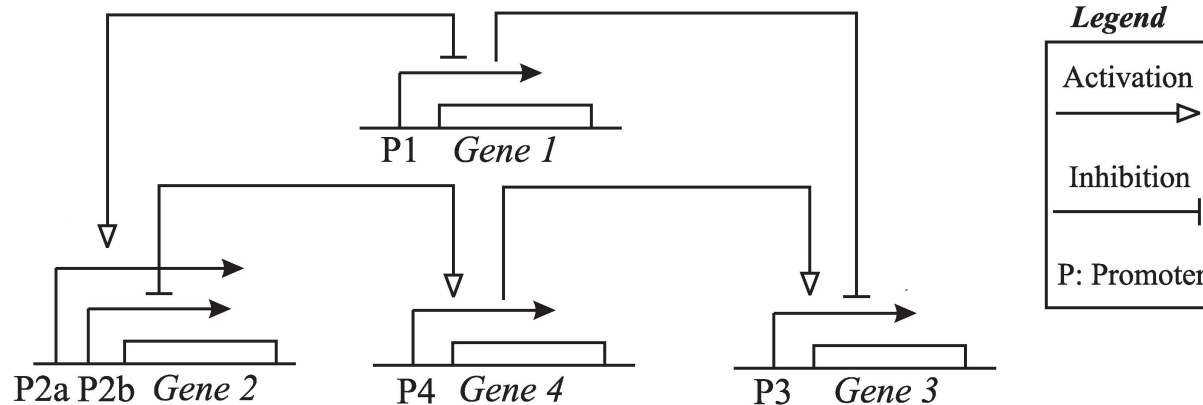 Legend
Activation
Inhibition
P: Promoter
P1 Gene 1
P2a P2b Gene 2
P4 Gene 4
P3 Gene 3